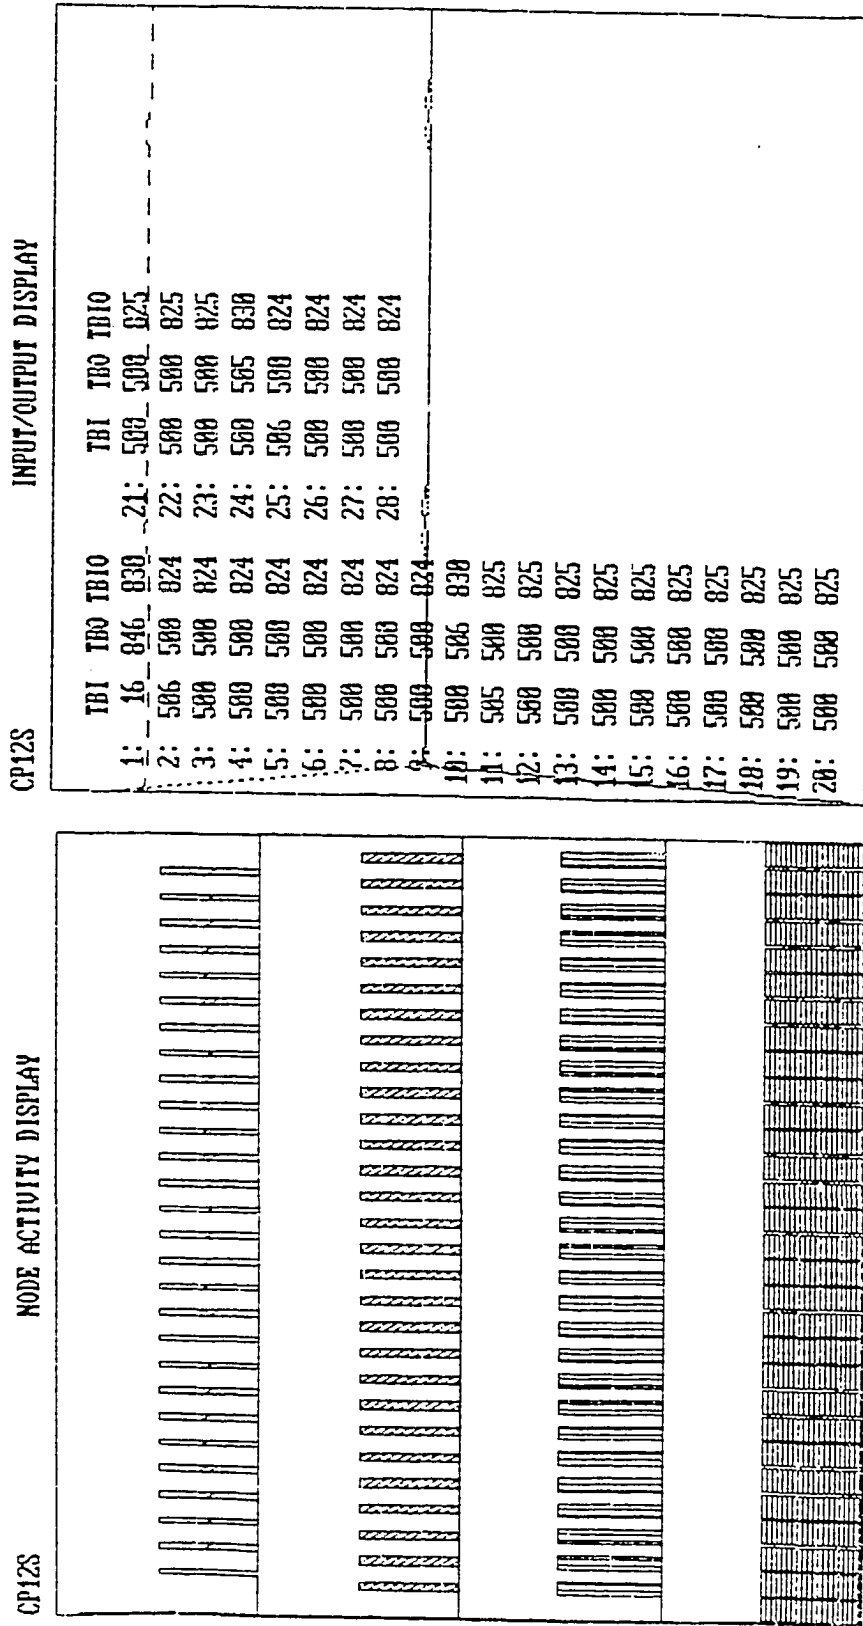 CP12S NODE ACTIVITY DISPLAY
CP12S INPUT/OUTPUT DISPLAY
TBI TBO TBIO TBI TBO TBIO
1: 16 846 830 21: 500 500 825
2: 506 500 824 22: 500 500 825
3: 500 500 824 23: 500 500 825
4: 500 500 824 24: 500 505 830
5: 500 500 824 25: 506 500 824
6: 500 500 824 26: 500 500 824
7: 500 500 824 27: 500 500 824
8: 500 500 824 28: 500 500 824
9: 500 500 824
10: 500 506 830
11: 505 500 825
12: 500 500 825
13: 500 500 825
14: 500 500 825
15: 500 500 825
16: 500 500 825
17: 500 500 825
18: 500 500 825
19: 500 500 825
20: 500 500 825